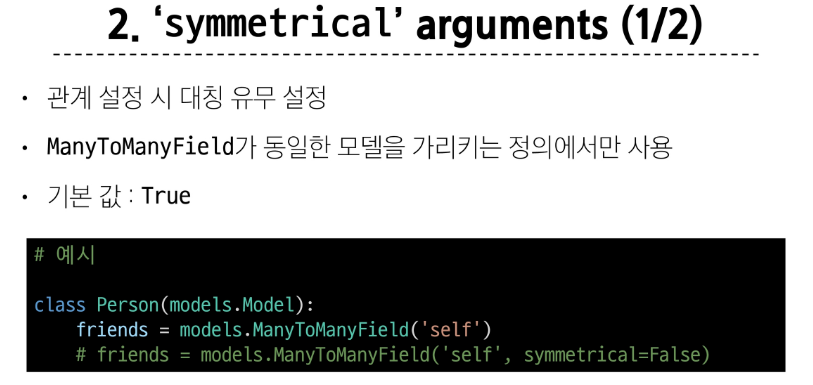 2. ‘symmetrical’ arguments (1/2)
• 관계 설정 시 대칭 유무 설정
• ManyToManyField가 동일한 모델을 가리키는 정의에서만 사용
• 기본 값 : True
# 예시
class Person(models.Model):
    friends = models.ManyToManyField('self')
    # friends = models.ManyToManyField('self', symmetrical=False)